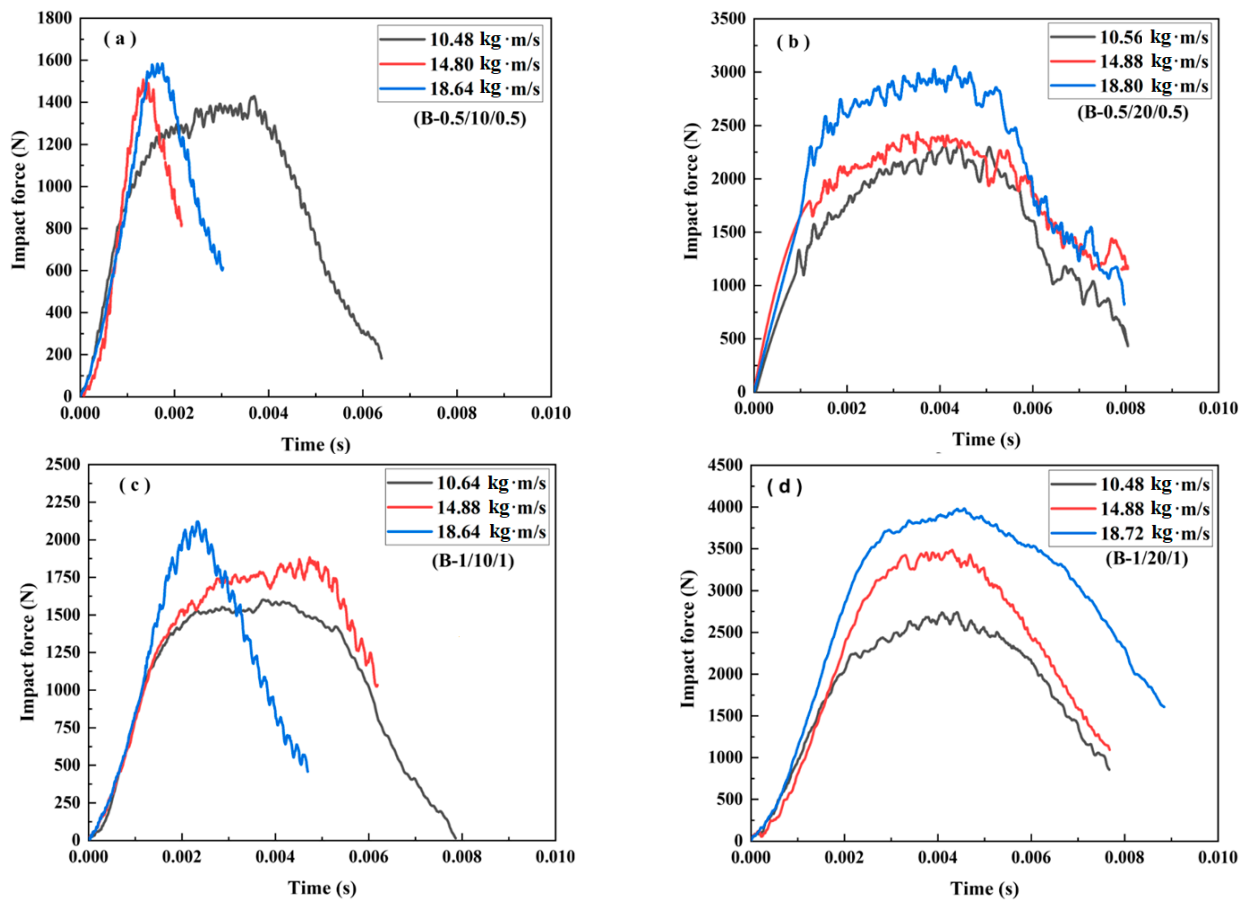 ( a )
10.48 kg·m/s
14.80 kg·m/s
18.64 kg·m/s
(B-0.5/10/0.5)
Impact force (N)
1800
1600
1400
1200
1000
800
600
400
200
0
0.000 0.002 0.004 0.006 0.008 0.010
Time (s)
( b )
10.56 kg·m/s
14.88 kg·m/s
18.80 kg·m/s
(B-0.5/20/0.5)
Impact force (N)
3500
3000
2500
2000
1500
1000
500
0
0.000 0.002 0.004 0.006 0.008 0.010
Time (s)
( c )
10.64 kg·m/s
14.88 kg·m/s
18.64 kg·m/s
(B-1/10/1)
Impact force (N)
2500
2250
2000
1750
1500
1250
1000
750
500
250
0
0.000 0.002 0.004 0.006 0.008 0.010
Time (s)
( d )
10.48 kg·m/s
14.88 kg·m/s
18.72 kg·m/s
(B-1/20/1)
Impact force (N)
4500
4000
3500
3000
2500
2000
1500
1000
500
0
0.000 0.002 0.004 0.006 0.008 0.010
Time (s)